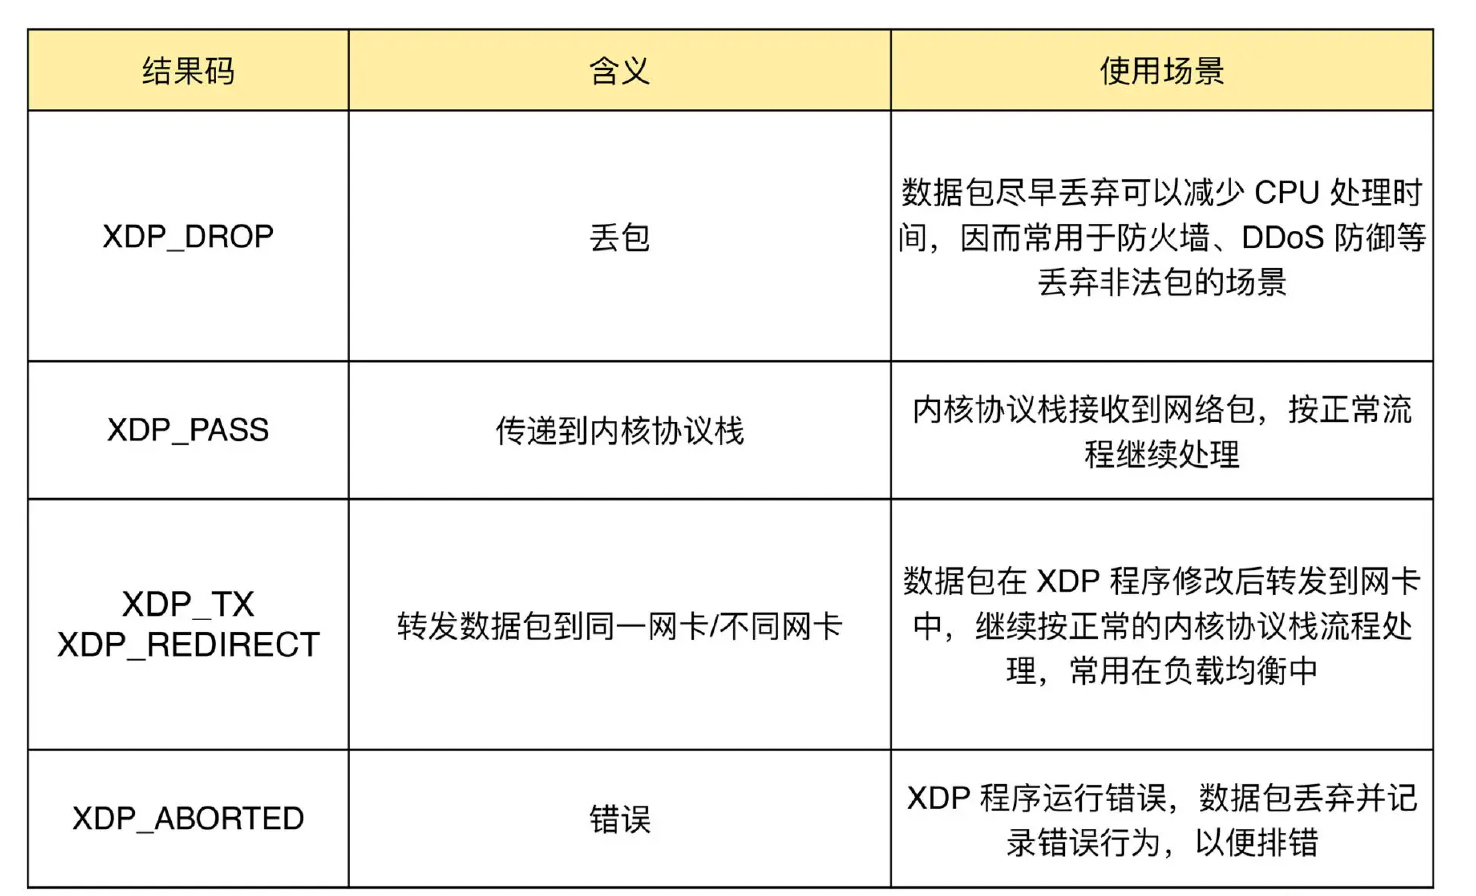 结果码
含义
使用场景
XDP_DROP
丢包
数据包尽早丢弃可以减少 CPU 处理时
间，因而常用于防火墙、DDoS 防御等
丢弃非法包的场景
XDP_PASS
传递到内核协议栈
内核协议栈接收到网络包，按正常流
程继续处理
XDP_TX
XDP_REDIRECT
转发数据包到同一网卡/不同网卡
数据包在 XDP 程序修改后转发到网卡
中，继续按正常的内核协议栈流程处
理，常用在负载均衡中
XDP_ABORTED
错误
XDP 程序运行错误，数据包丢弃并记
录错误行为，以便排错